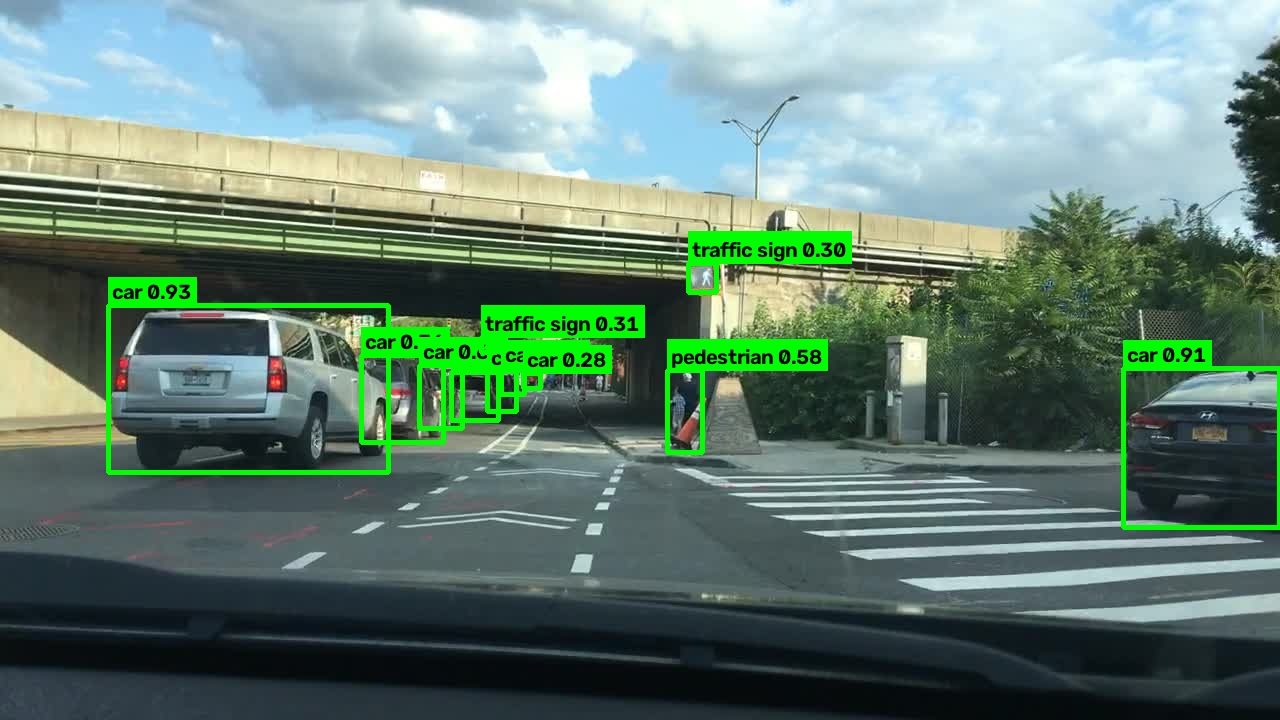 traffic sign 0.30
car 0.93
traffic sign 0.31
car
car 0.
c
ca
car 0.28
pedestrian 0.58
car 0.91